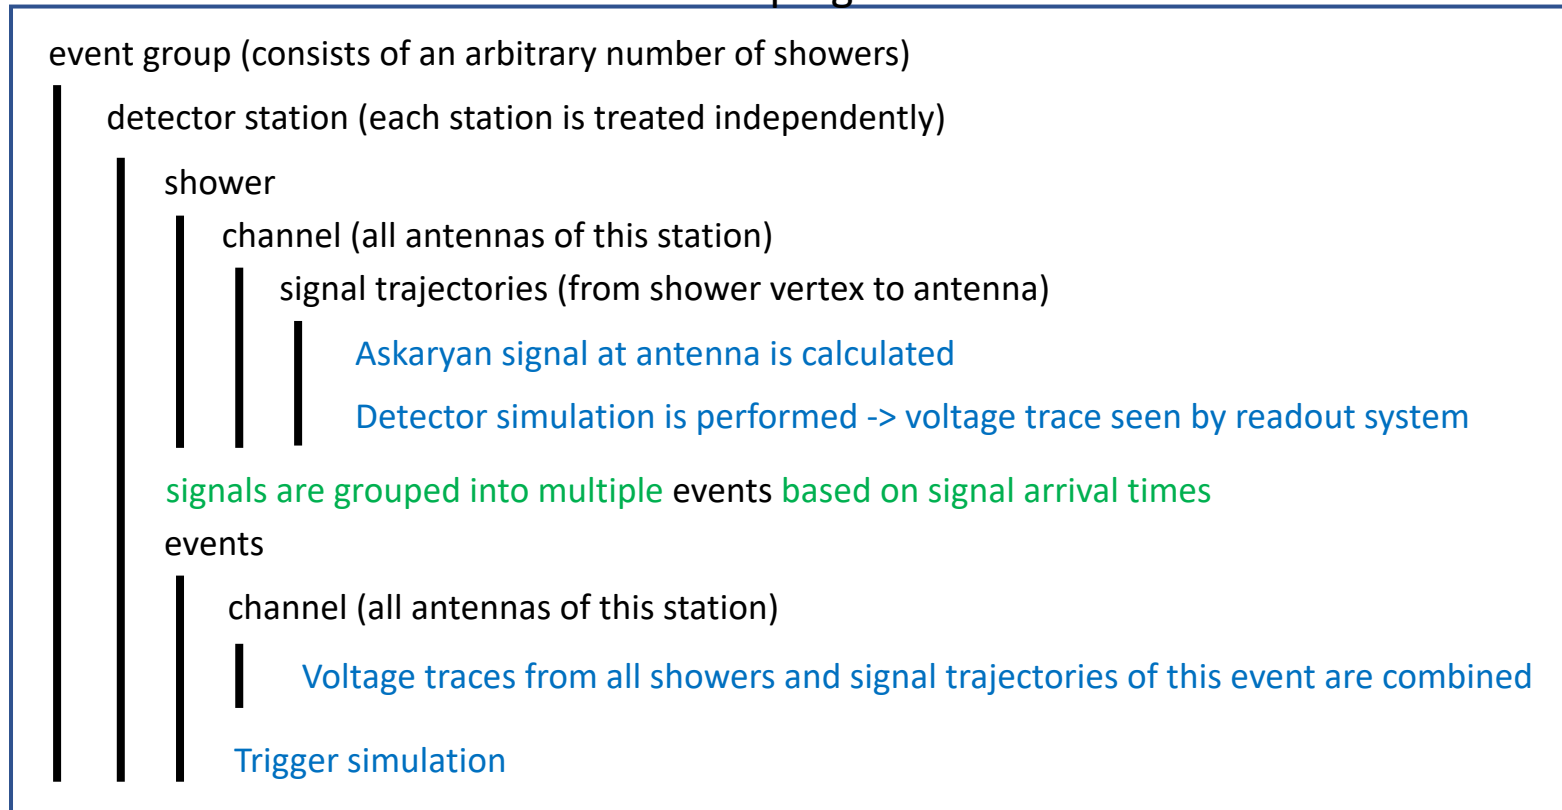 event group (consists of an arbitrary number of showers)
detector station (each station is treated independently)
shower
channel (all antennas of this station)
signal trajectories (from shower vertex to antenna)
Askaryan signal at antenna is calculated
Detector simulation is performed -> voltage trace seen by readout system
signals are grouped into multiple events based on signal arrival times
events
channel (all antennas of this station)
Voltage traces from all showers and signal trajectories of this event are combined
Trigger simulation